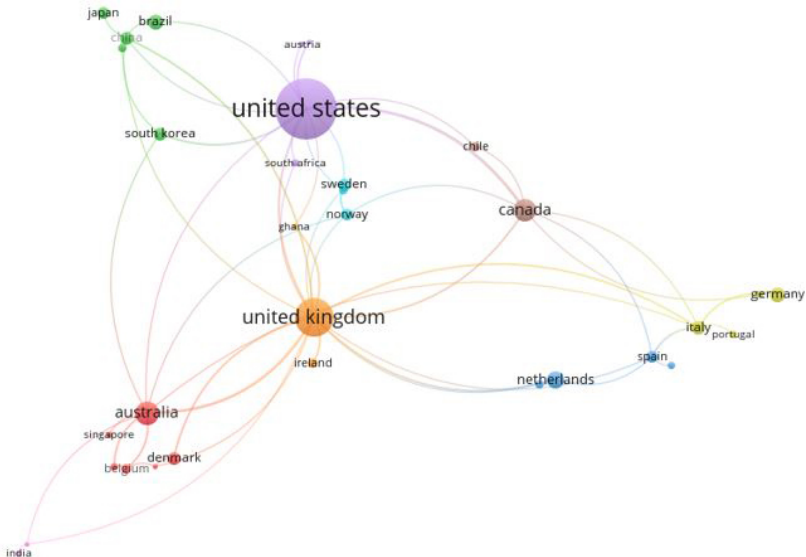 japan
brazil
china
austria
united states
south korea
chile
south africa
sweden
canada
norway
ghana
germany
united kingdom
italy
portugal
spain
ireland
netherlands
australia
singapore
denmark
belgium
india